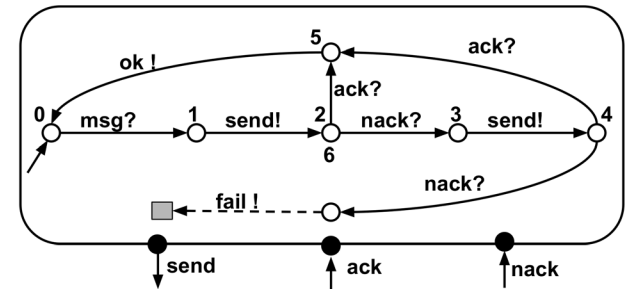 5
ok !
ack?
ack?
0
msg?
1
send!
2
nack?
3
send!
4
6
nack?
fail !
send
ack
nack